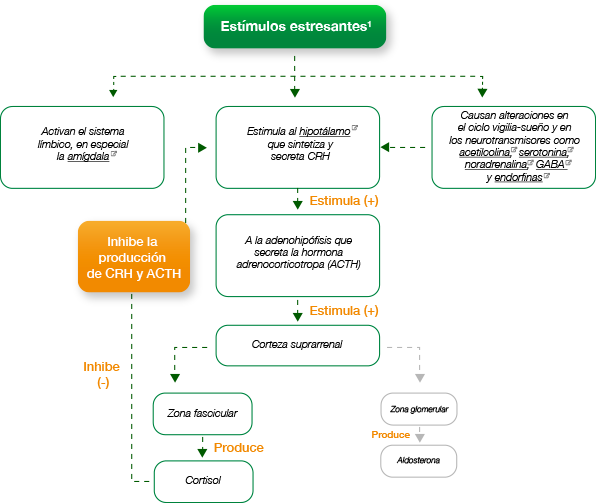 Estímulos estresantes¹
Activan el sistema
límbico, en especial
la amígdala
Estimula al hipotálamo
que sintetiza y
secreta CRH
Causan alteraciones en
el ciclo vigilia-sueño y en
los neurotransmisores como
acetilcolina, serotonina,
noradrenalina, GABA
y endorfinas
Estimula (+)
A la adenohipófisis que
secreta la hormona
adrenocorticotropa (ACTH)
Inhibe la
producción
de CRH y ACTH
Estimula (+)
Corteza suprarrenal
Inhibe
(-)
Zona fascicular
Zona glomerular
Produce
Produce
Aldosterona
Cortisol